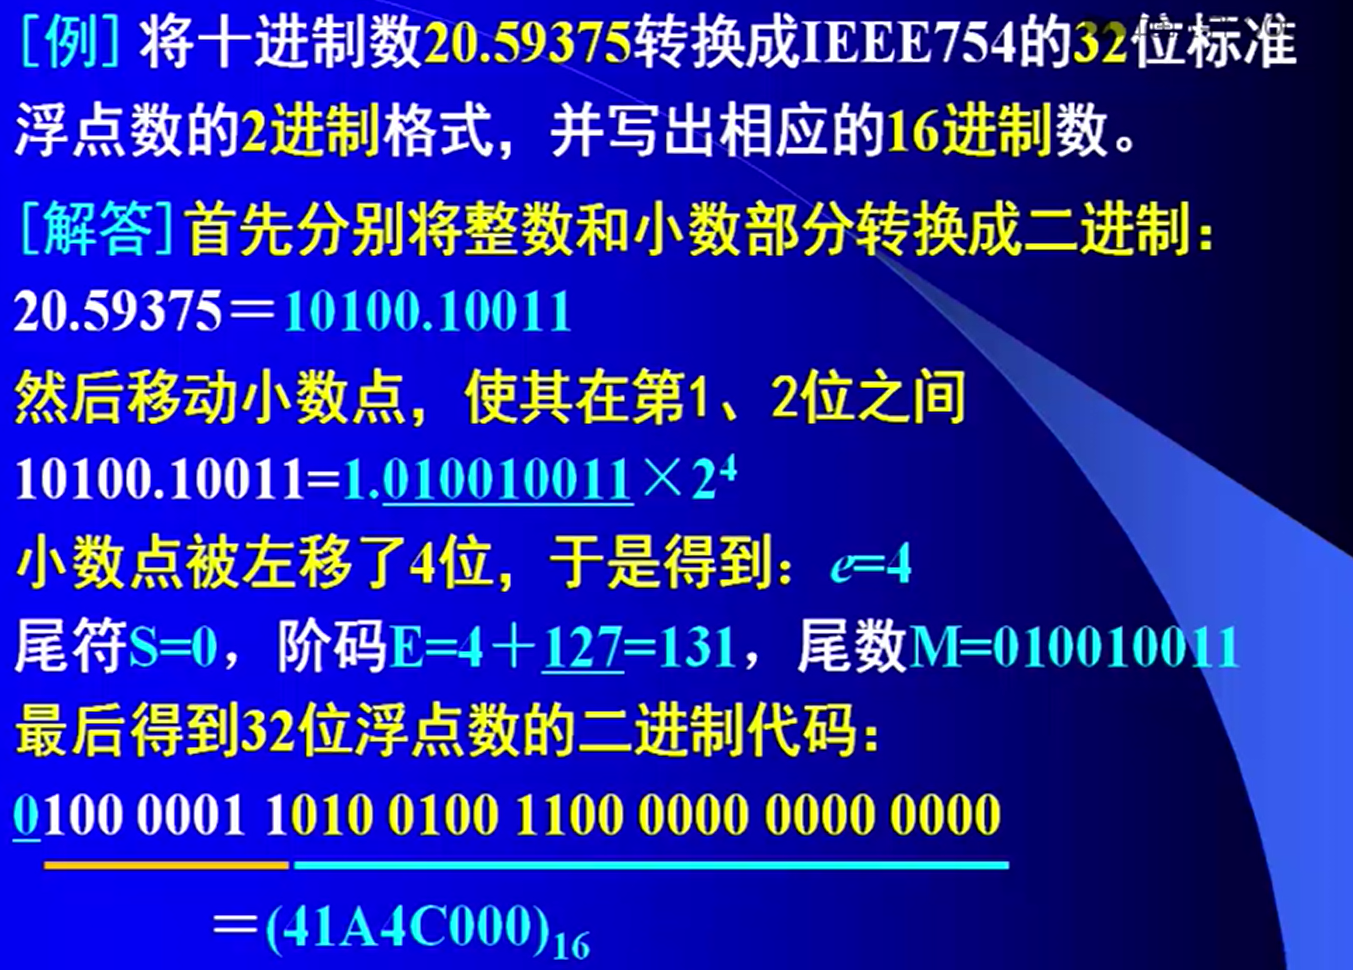 [例] 将十进制数20.59375转换成IEEE754的32位标准
浮点数的2进制格式，并写出相应的16进制数。
[解答]首先分别将整数和小数部分转换成二进制：
20.59375＝10100.10011
然后移动小数点，使其在第1、2位之间
10100.10011=1.010010011×2⁴
小数点被左移了4位，于是得到：e=4
尾符S=0，阶码E=4＋127=131，尾数M=010010011
最后得到32位浮点数的二进制代码：
0100 0001 1010 0100 1100 0000 0000 0000
＝(41A4C000)₁₆